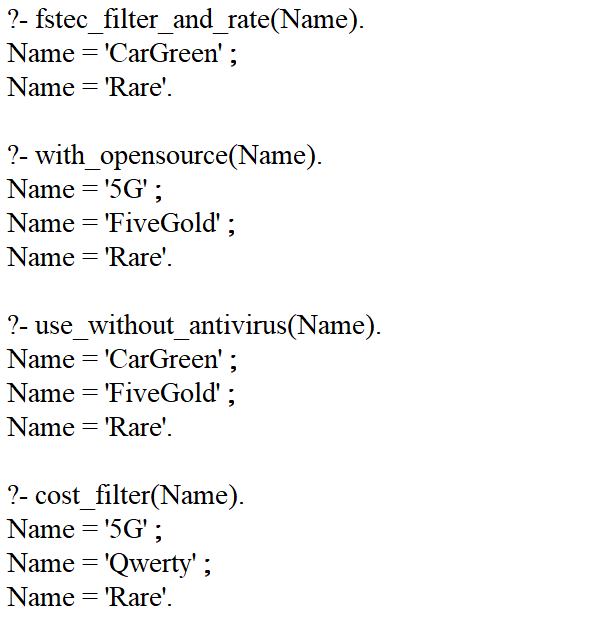 ?- fstec_filter_and_rate(Name).
Name = 'CarGreen' ;
Name = 'Rare'.
?- with_opensource(Name).
Name = '5G' ;
Name = 'FiveGold' ;
Name = 'Rare'.
?- use_without_antivirus(Name).
Name = 'CarGreen' ;
Name = 'FiveGold' ;
Name = 'Rare'.
?- cost_filter(Name).
Name = '5G' ;
Name = 'Qwerty' ;
Name = 'Rare'.